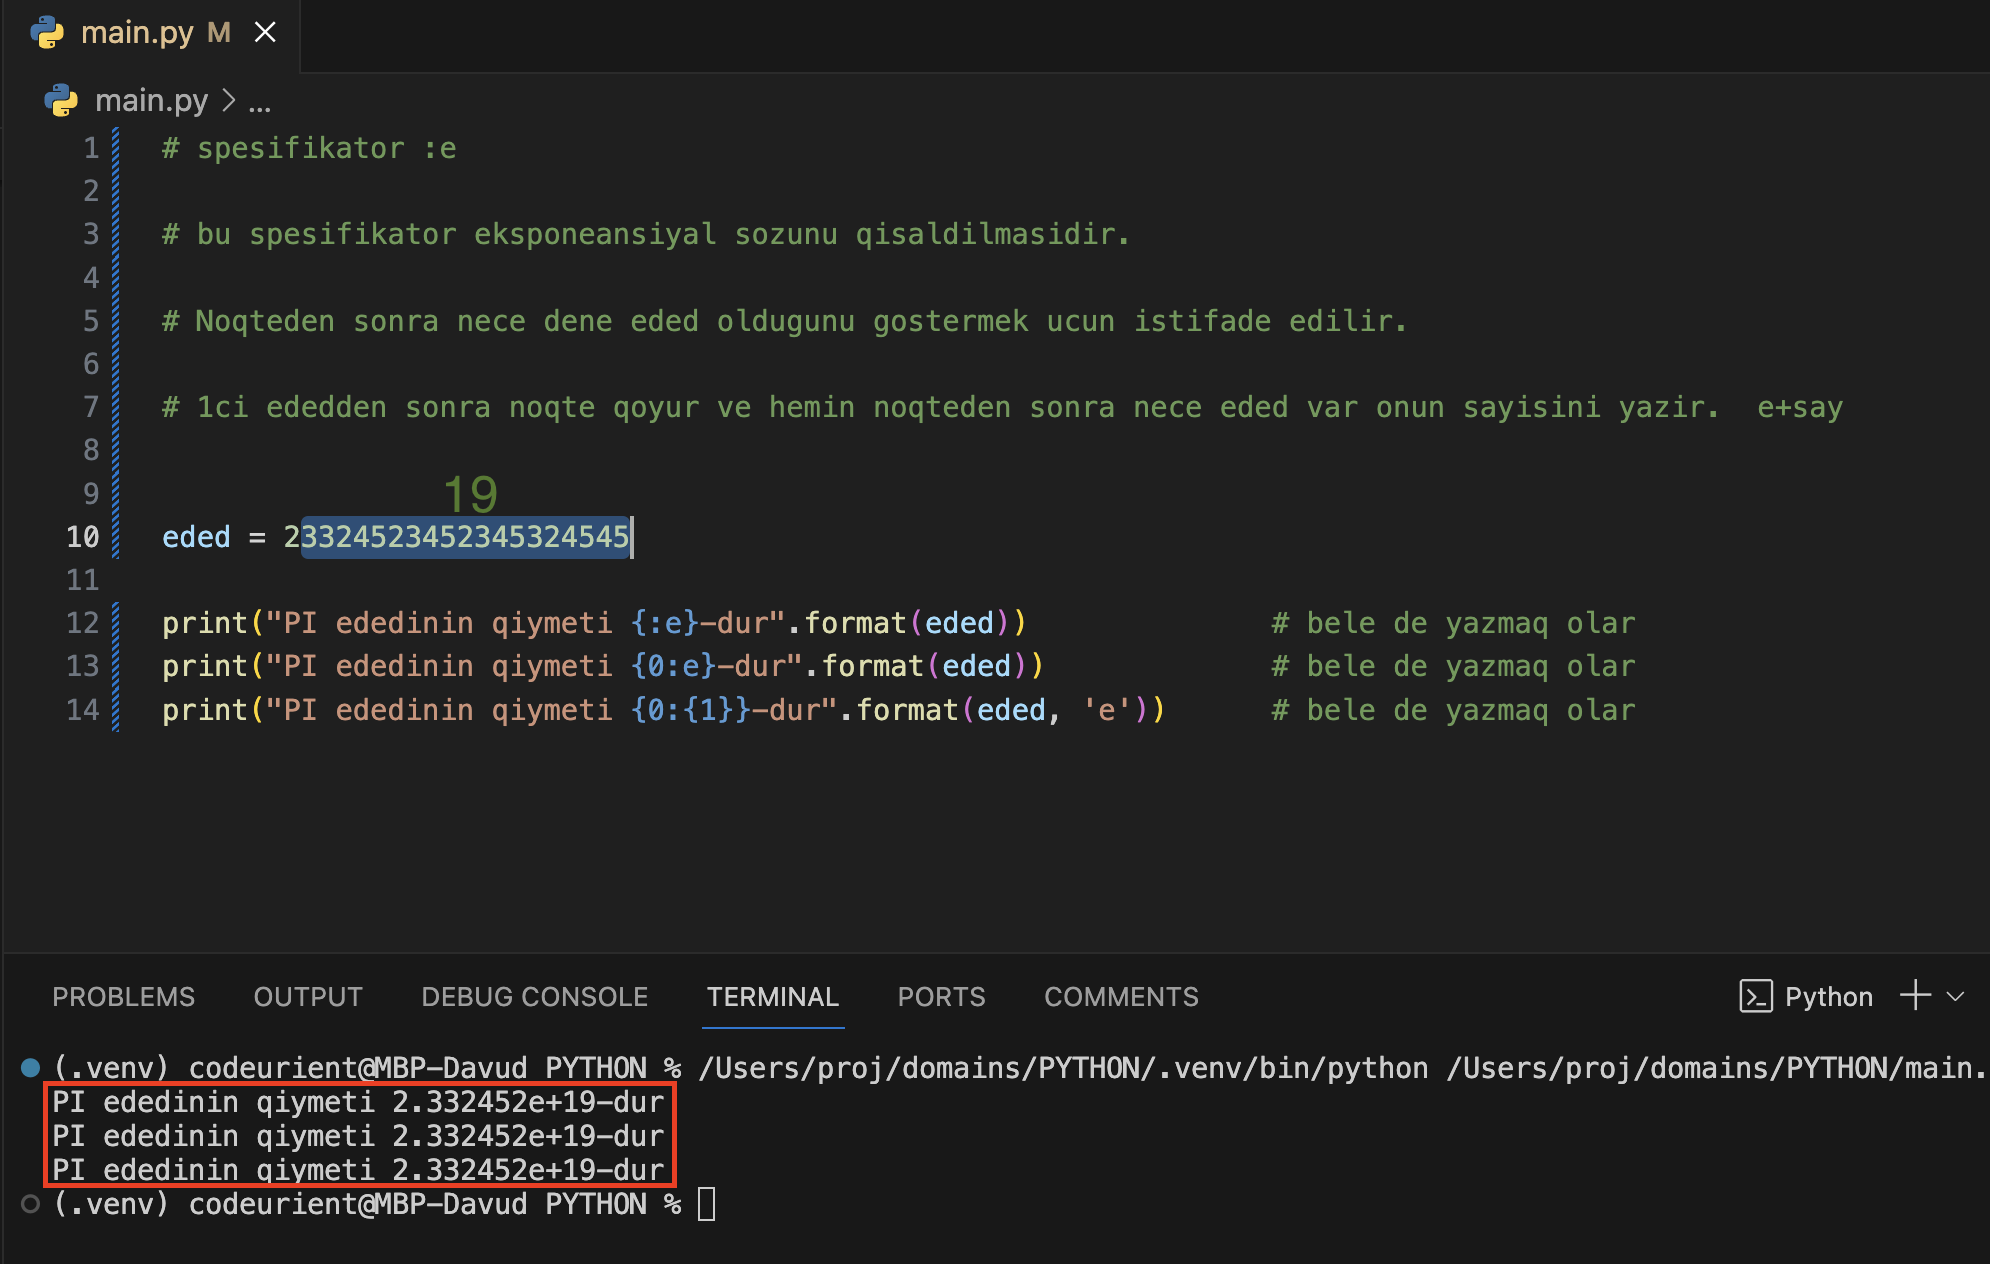 main.py M
main.py > ...
1 # spesifikator :e
2
3 # bu spesifikator eksponeansiyal sozunu qisaldilmasidir.
4
5 # Noqteden sonra nece dene eded oldugunu gostermek ucun istifade edilir.
6
7 # 1ci ededden sonra noqte qoyur ve hemin noqteden sonra nece eded var onun sayisini yazir.  e+say
8
9
19
10 eded = 23324523452345324545
11
12 print("PI ededinin qiymeti {:e}-dur".format(eded)) # bele de yazmaq olar
13 print("PI ededinin qiymeti {0:e}-dur".format(eded)) # bele de yazmaq olar
14 print("PI ededinin qiymeti {0:{1}}-dur".format(eded, 'e')) # bele de yazmaq olar
PROBLEMS OUTPUT DEBUG CONSOLE TERMINAL PORTS COMMENTS Python
(.venv) codeurient@MBP-Davud PYTHON % /Users/proj/domains/PYTHON/.venv/bin/python /Users/proj/domains/PYTHON/main.
PI ededinin qiymeti 2.332452e+19-dur
PI ededinin qiymeti 2.332452e+19-dur
PI ededinin qiymeti 2.332452e+19-dur
(.venv) codeurient@MBP-Davud PYTHON %